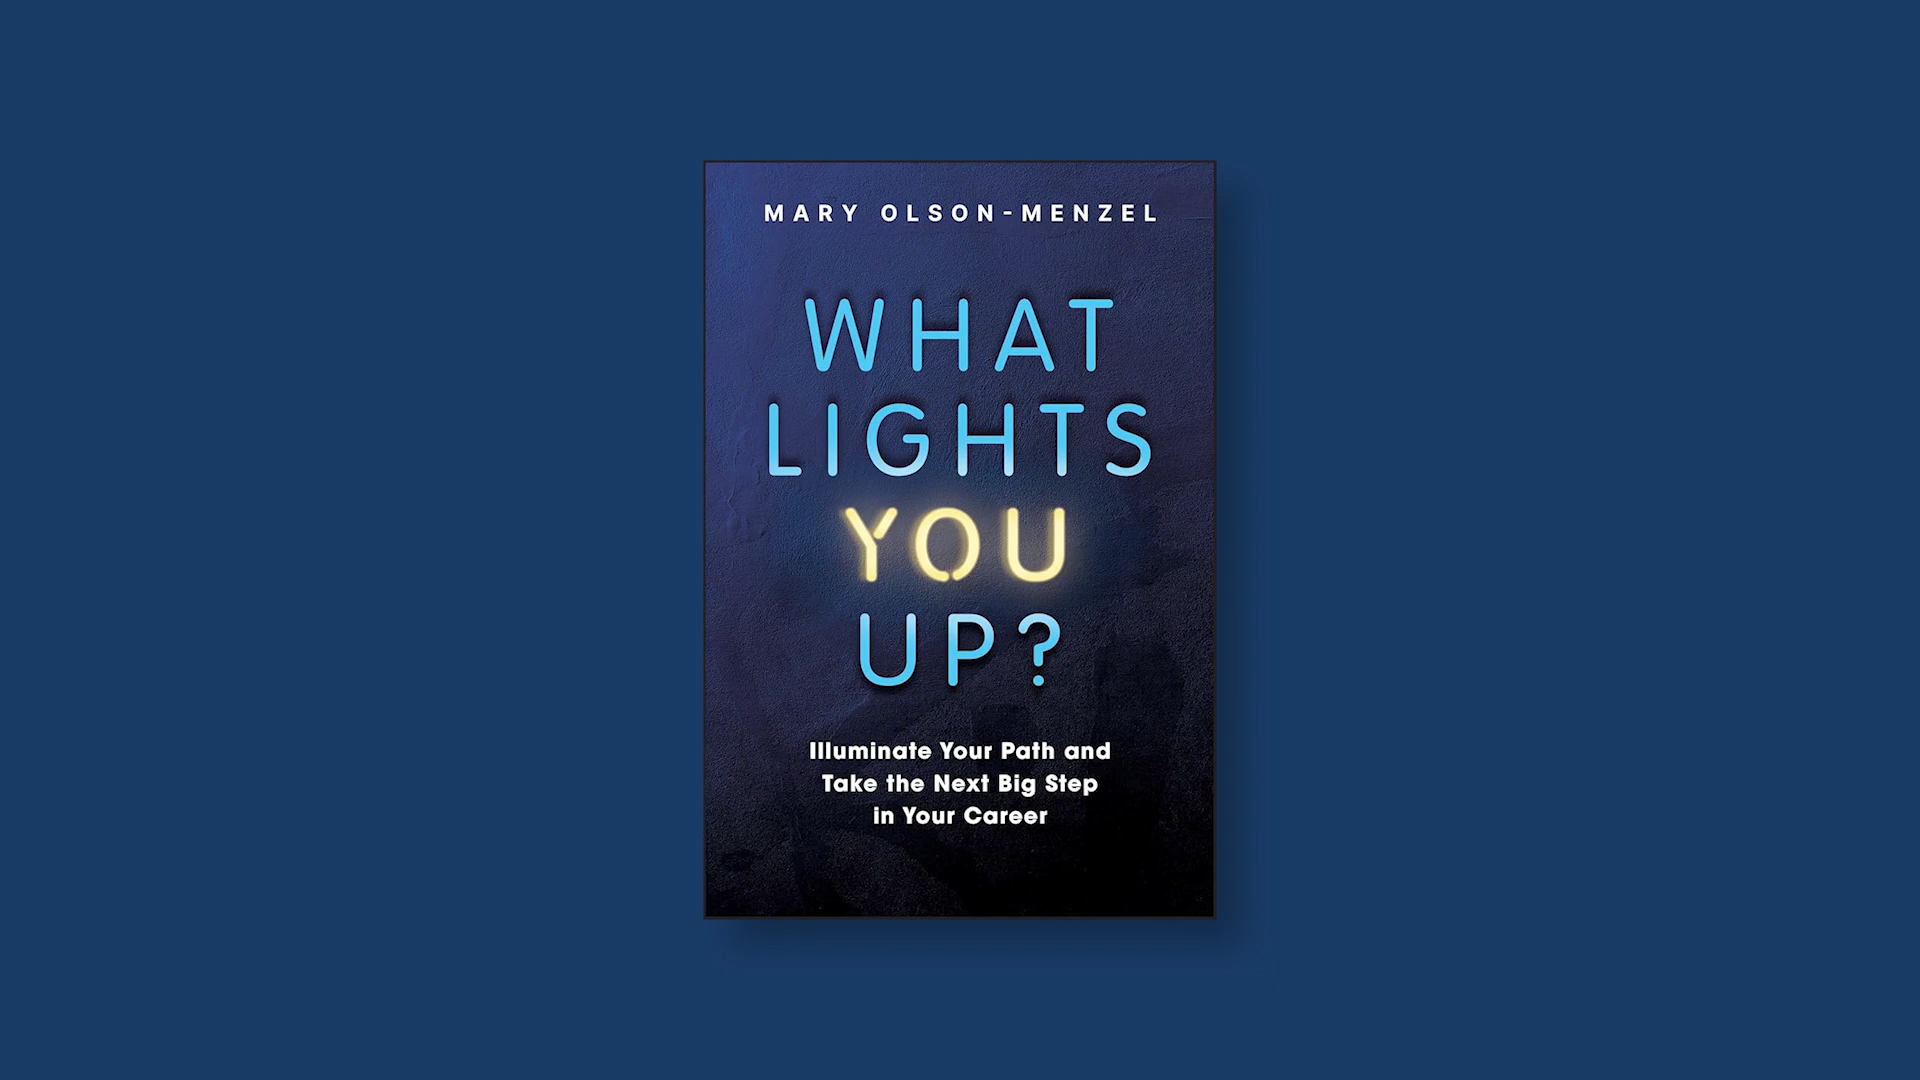 MARY OLSON-MENZEL
WHAT
LIGHTS
YOU
UP?
Illuminate Your Path and
Take the Next Big Step
in Your Career